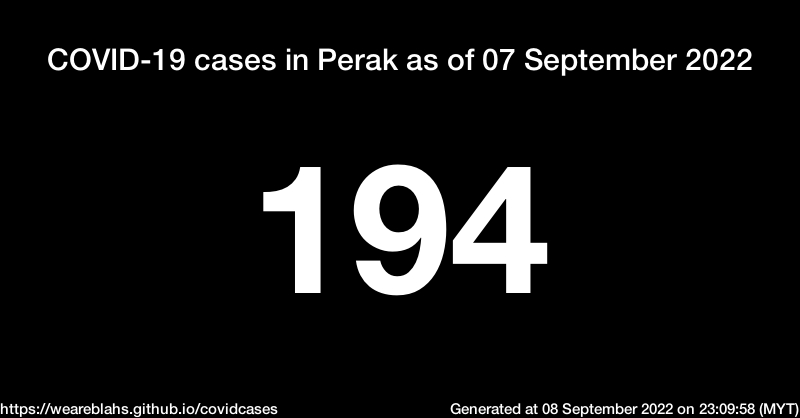 COVID-19 cases in Perak as of 07 September 2022
194
https://weareblahs.github.io/covidcases
Generated at 08 September 2022 on 23:09:58 (MYT)